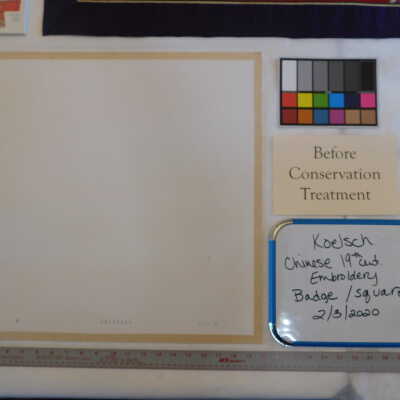 Before
Conservation
Treatment
Koelsch
Chinese 19th cent.
Embroidery
Badge / Square
2/3/2020